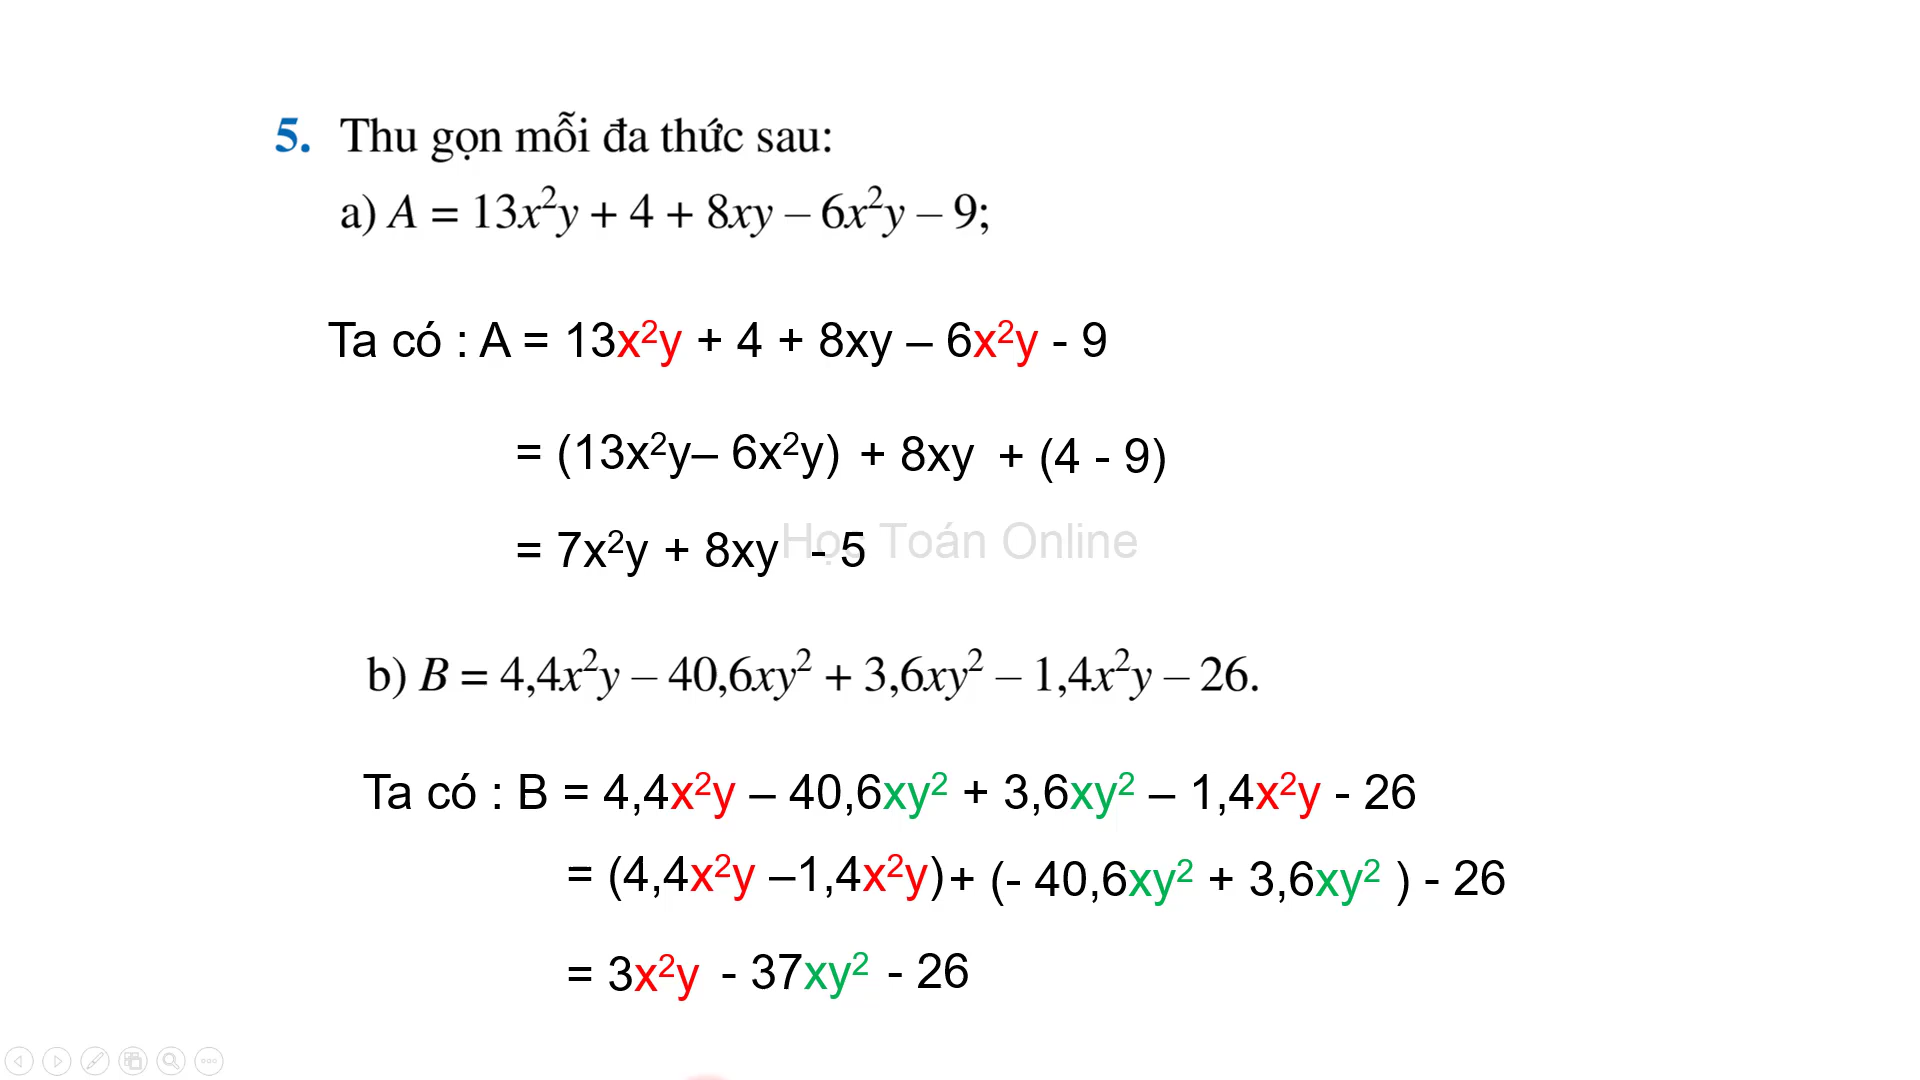 5. Thu gọn mỗi đa thức sau:
a) A = 13x²y + 4 + 8xy – 6x²y – 9;
Ta có : A = 13x²y + 4 + 8xy – 6x²y - 9
= (13x²y– 6x²y) + 8xy + (4 - 9)
= 7x²y + 8xy - 5
Học Toán Online
b) B = 4,4x²y – 40,6xy² + 3,6xy² – 1,4x²y – 26.
Ta có : B = 4,4x²y – 40,6xy² + 3,6xy² – 1,4x²y - 26
= (4,4x²y –1,4x²y)+ (- 40,6xy² + 3,6xy² ) - 26
= 3x²y - 37xy² - 26